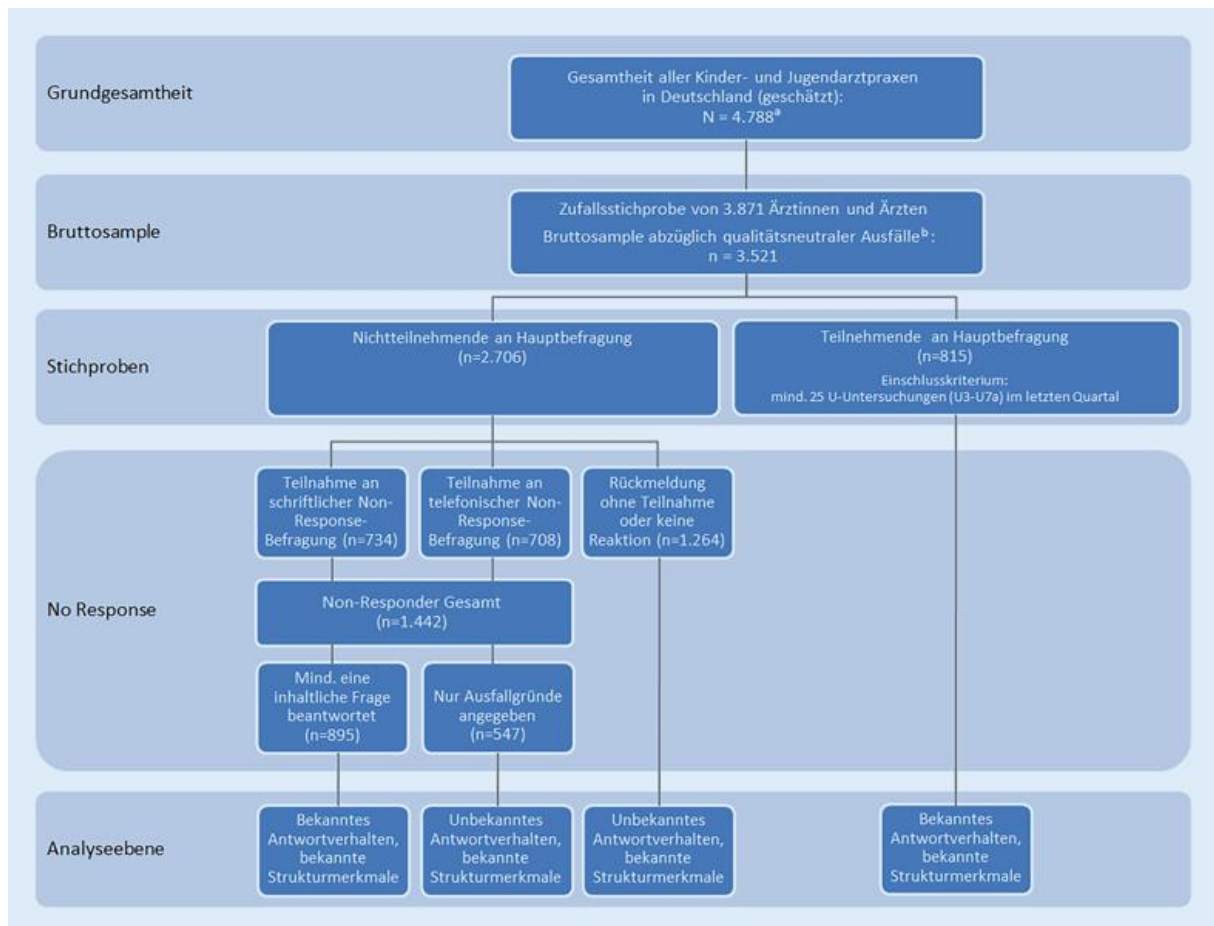 Grundgesamtheit
Gesamtheit aller Kinder- und Jugendarztpraxen
in Deutschland (geschätzt):
N = 4.788ª
Bruttosample
Zufallsstichprobe von 3.871 Ärztinnen und Ärzten
Bruttosample abzüglich qualitätsneutraler Ausfälleᵇ:
n = 3.521
Stichproben
Nichtteilnehmende an Hauptbefragung
(n=2.706)
Teilnehmende an Hauptbefragung
(n=815)
Einschlusskriterium:
mind. 25 U-Untersuchungen (U3-U7a) im letzten Quartal
No Response
Teilnahme an
schriftlicher Non-
Response-
Befragung (n=734)
Teilnahme an
telefonischer Non-
Response-
Befragung (n=708)
Rückmeldung
ohne Teilnahme
oder keine
Reaktion (n=1.264)
Non-Responder Gesamt
(n=1.442)
Mind. eine
inhaltliche Frage
beantwortet
(n=895)
Nur Ausfallgründe
angegeben
(n=547)
Analyseebene
Bekanntes
Antwortverhalten,
bekannte
Strukturmerkmale
Unbekanntes
Antwortverhalten,
bekannte
Strukturmerkmale
Unbekanntes
Antwortverhalten,
bekannte
Strukturmerkmale
Bekanntes
Antwortverhalten,
bekannte
Strukturmerkmale